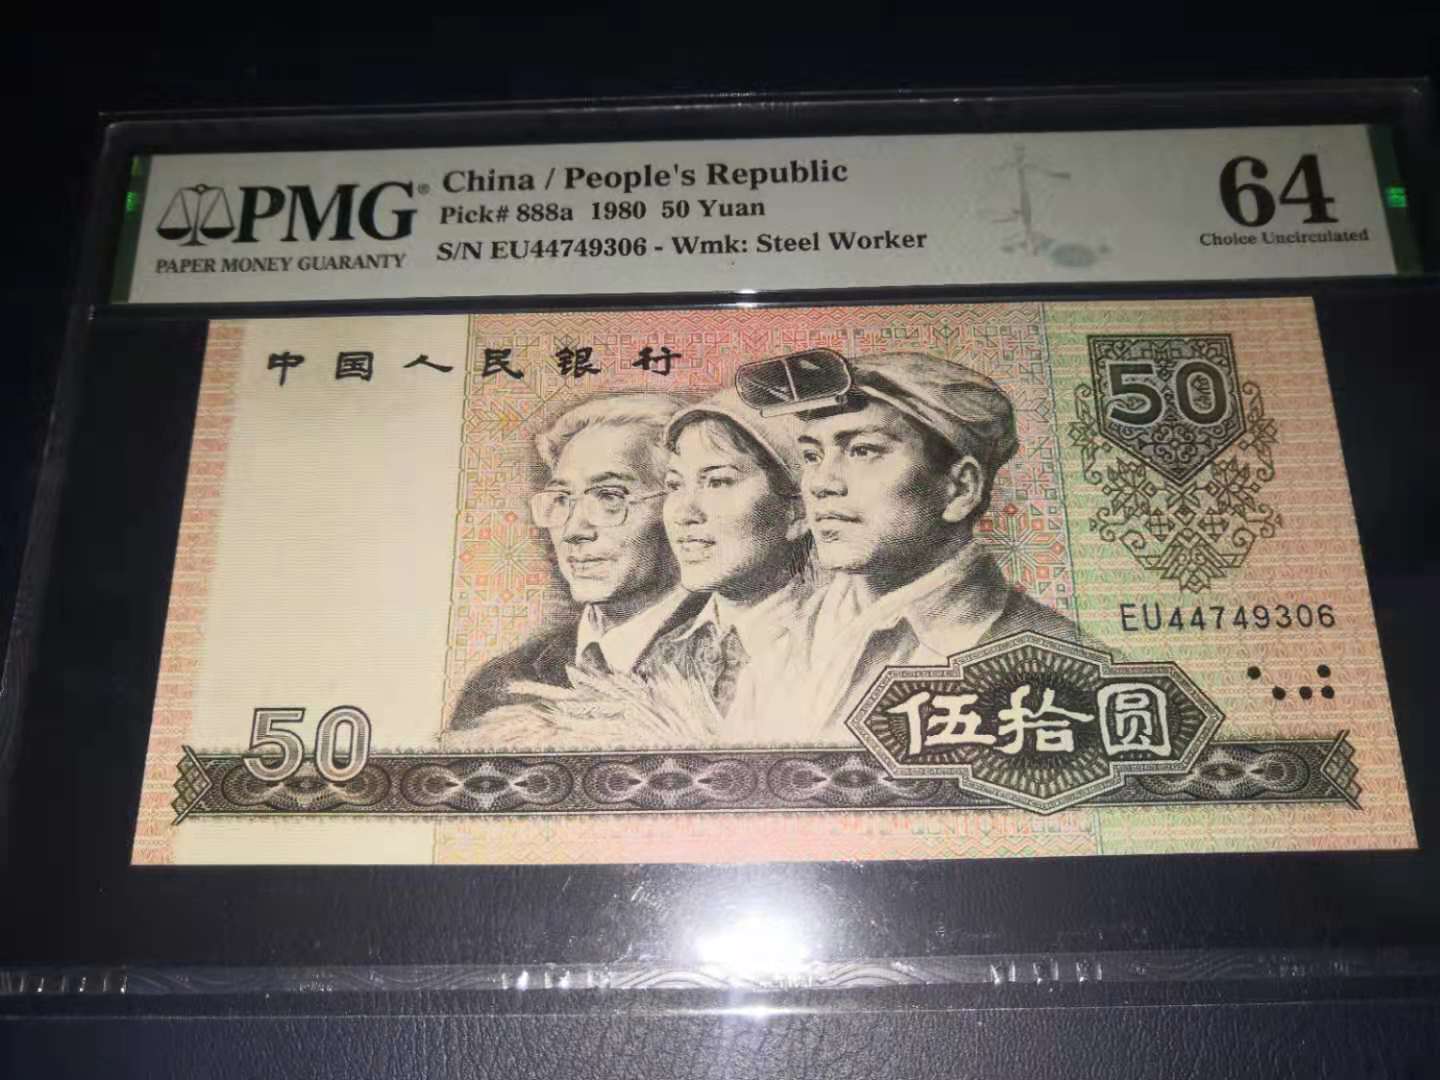 PMG® China / People's Republic 64
Pick# 888a 1980 50 Yuan
PAPER MONEY GUARANTY S/N EU44749306 - Wmk: Steel Worker Choice Uncirculated
中国人民银行
50
EU44749306
伍拾圆
50